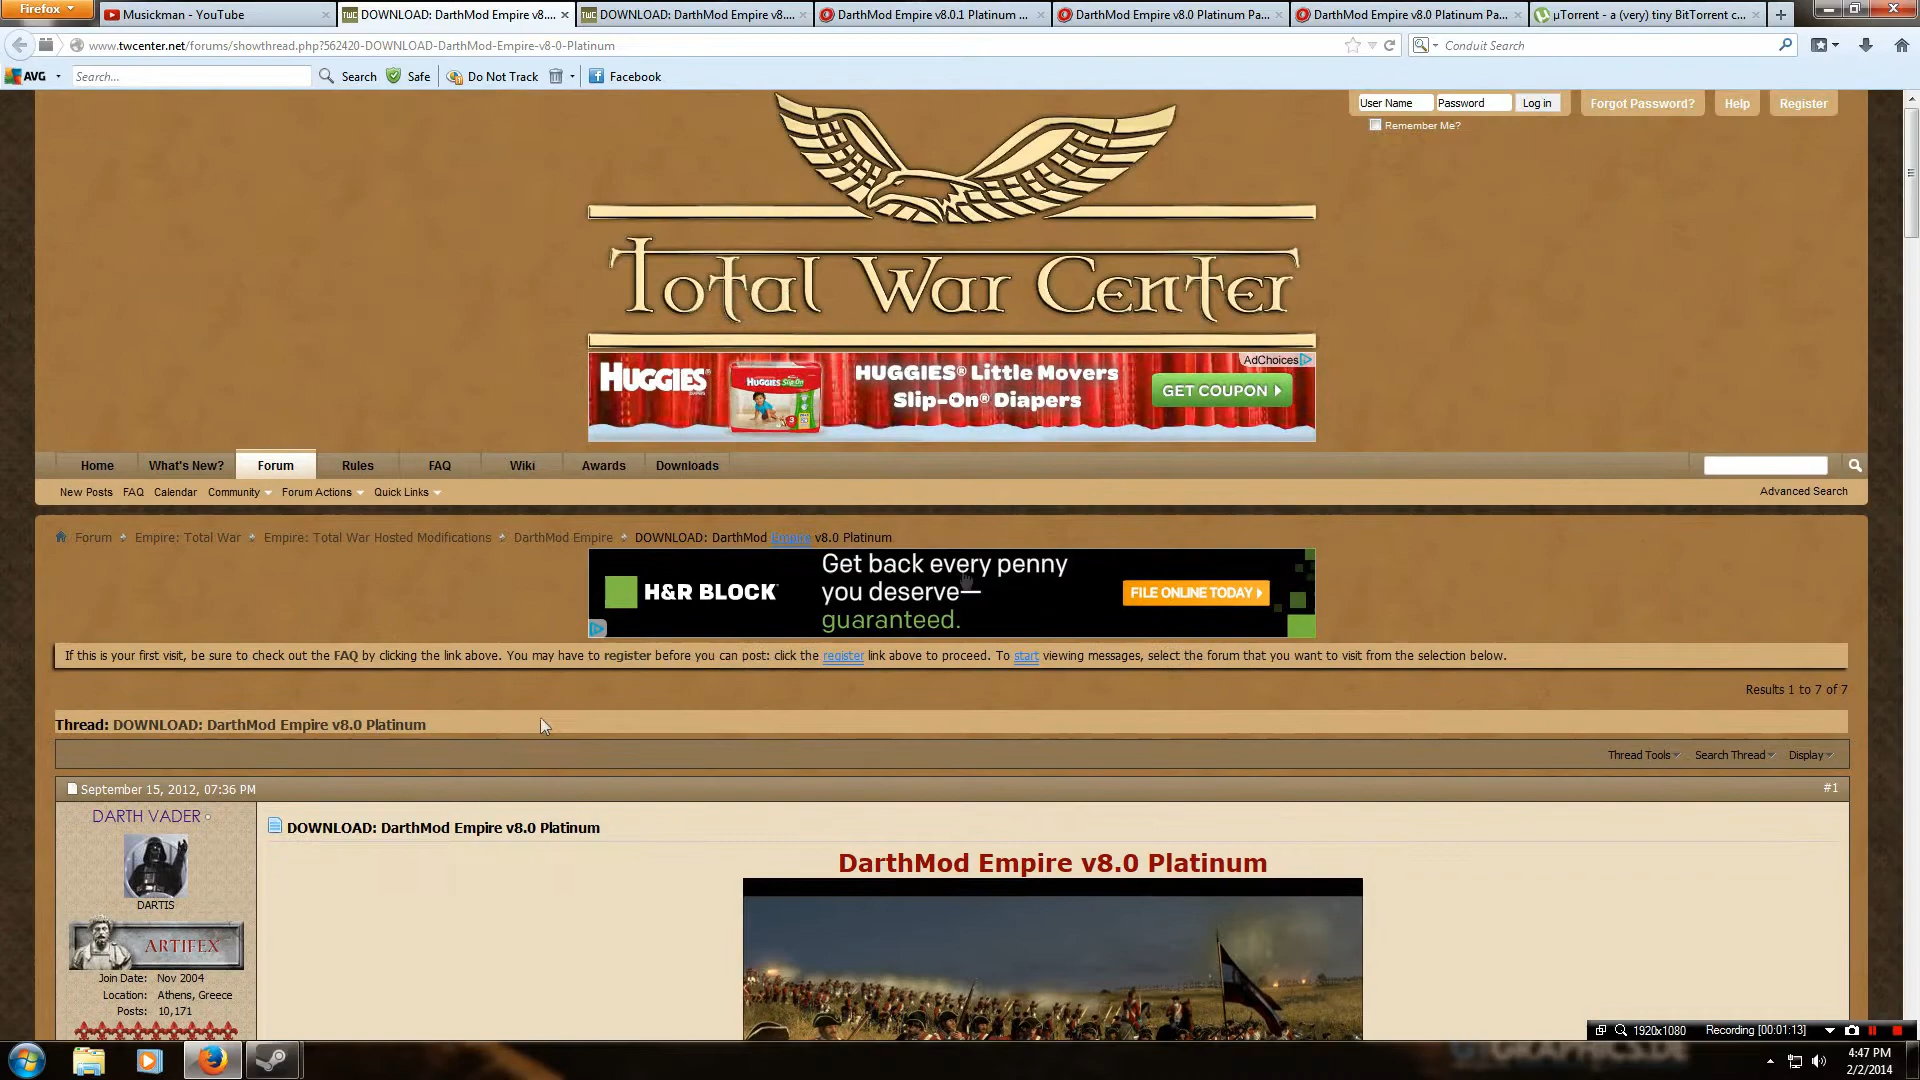 Firefox
Musickman - YouTube
DOWNLOAD: DarthMod Empire v8....
DOWNLOAD: DarthMod Empire v8....
DarthMod Empire v8.0.1 Platinum ...
DarthMod Empire v8.0 Platinum Pa...
DarthMod Empire v8.0 Platinum Pa...
µTorrent - a (very) tiny BitTorrent c...
www.twcenter.net/forums/showthread.php?562420-DOWNLOAD-DarthMod-Empire-v8-0-Platinum
Conduit Search
AVG
Search...
Search
Safe
Do Not Track
Facebook
User Name
Password
Log in
Forgot Password?
Help
Register
Remember Me?
Total War Center
HUGGIES
HUGGIES® Little Movers
Slip-On® Diapers
GET COUPON
AdChoices
Home
What's New?
Forum
Rules
FAQ
Wiki
Awards
Downloads
New Posts
FAQ
Calendar
Community
Forum Actions
Quick Links
Advanced Search
Forum
Empire: Total War
Empire: Total War Hosted Modifications
DarthMod Empire
DOWNLOAD: DarthMod Empire v8.0 Platinum
H&R BLOCK
Get back every penny
you deserve—
guaranteed.
FILE ONLINE TODAY
If this is your first visit, be sure to check out the FAQ by clicking the link above. You may have to register before you can post: click the register link above to proceed. To start viewing messages, select the forum that you want to visit from the selection below.
Results 1 to 7 of 7
Thread: DOWNLOAD: DarthMod Empire v8.0 Platinum
Thread Tools
Search Thread
Display
September 15, 2012, 07:36 PM
#1
DARTH VADER
DARTIS
ARTIFEX
Join Date: Nov 2004
Location: Athens, Greece
Posts: 10,171
DOWNLOAD: DarthMod Empire v8.0 Platinum
DarthMod Empire v8.0 Platinum
1920x1080
Recording [00:01:13]
4:47 PM
2/2/2014